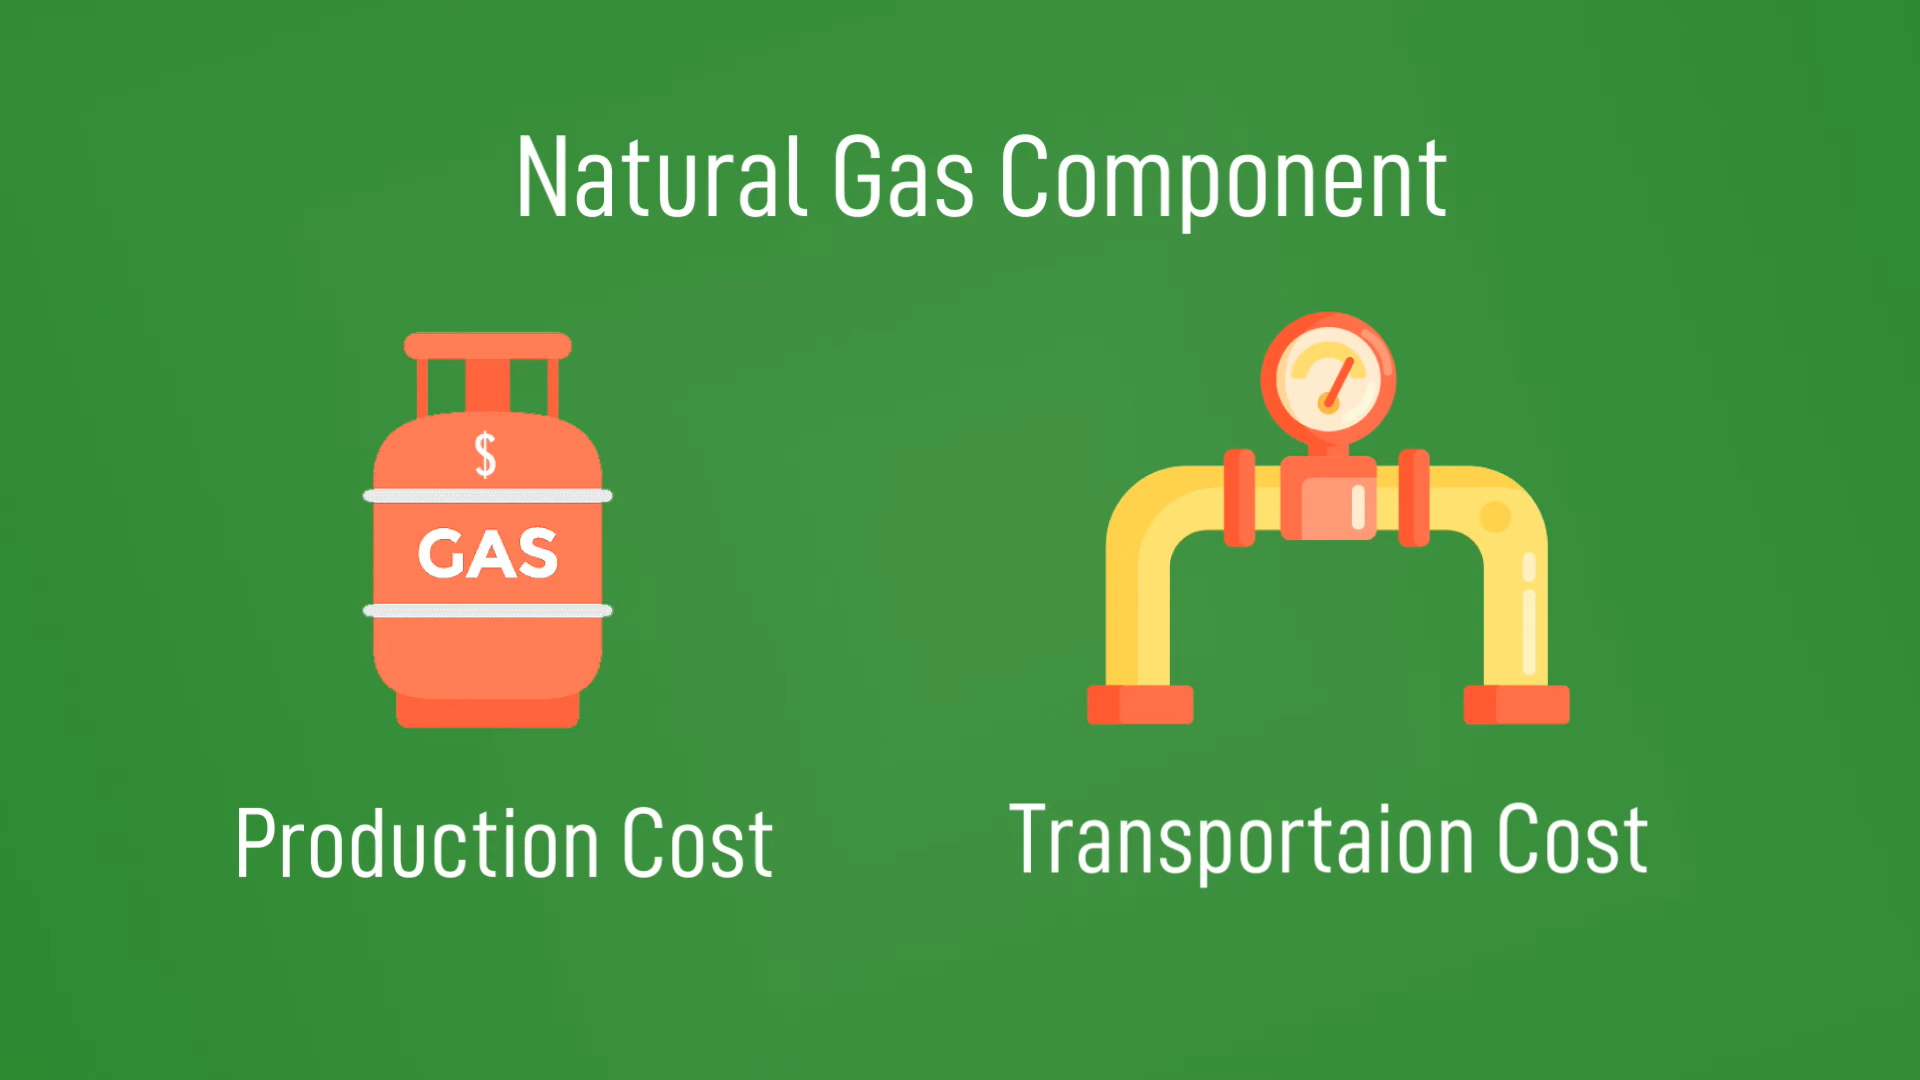 Natural Gas Component
$
GAS
Production Cost
Transportaion Cost